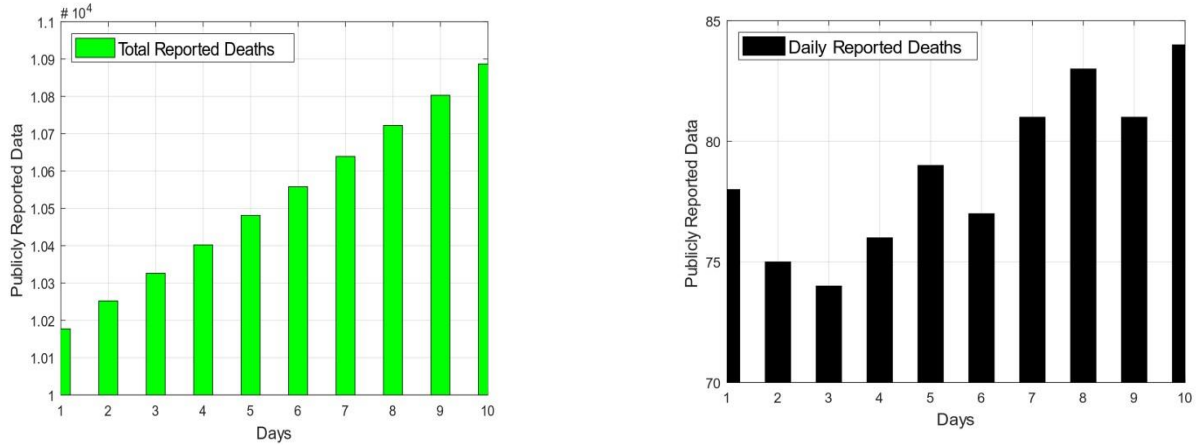 # 10^4
1.1
1.09
1.08
1.07
1.06
1.05
1.04
1.03
1.02
1.01
1
Publicly Reported Data
Total Reported Deaths
1 2 3 4 5 6 7 8 9 10
Days
85
80
75
70
Publicly Reported Data
Daily Reported Deaths
1 2 3 4 5 6 7 8 9 10
Days